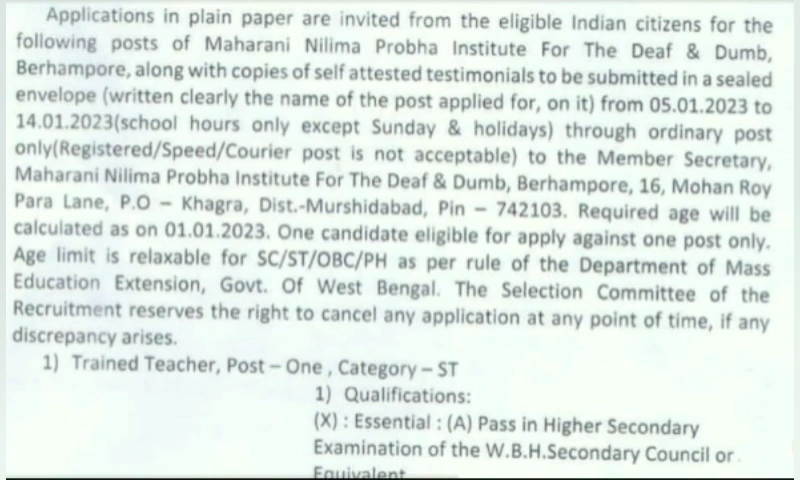 Applications in plain paper are invited from the eligible Indian citizens for the
following posts of Maharani Nilima Probha Institute For The Deaf & Dumb,
Berhampore, along with copies of self attested testimonials to be submitted in a sealed
envelope (written clearly the name of the post applied for, on it) from 05.01.2023 to
14.01.2023(school hours only except Sunday & holidays) through ordinary post
only(Registered/Speed/Courier post is not acceptable) to the Member Secretary,
Maharani Nilima Probha Institute For The Deaf & Dumb, Berhampore, 16, Mohan Roy
Para Lane, P.O – Khagra, Dist.-Murshidabad, Pin – 742103. Required age will be
calculated as on 01.01.2023. One candidate eligible for apply against one post only.
Age limit is relaxable for SC/ST/OBC/PH as per rule of the Department of Mass
Education Extension, Govt. Of West Bengal. The Selection Committee of the
Recruitment reserves the right to cancel any application at any point of time, if any
discrepancy arises.
1) Trained Teacher, Post – One , Category – ST
1) Qualifications:
(X) : Essential : (A) Pass in Higher Secondary
Examination of the W.B.H.Secondary Council or
Equivalent